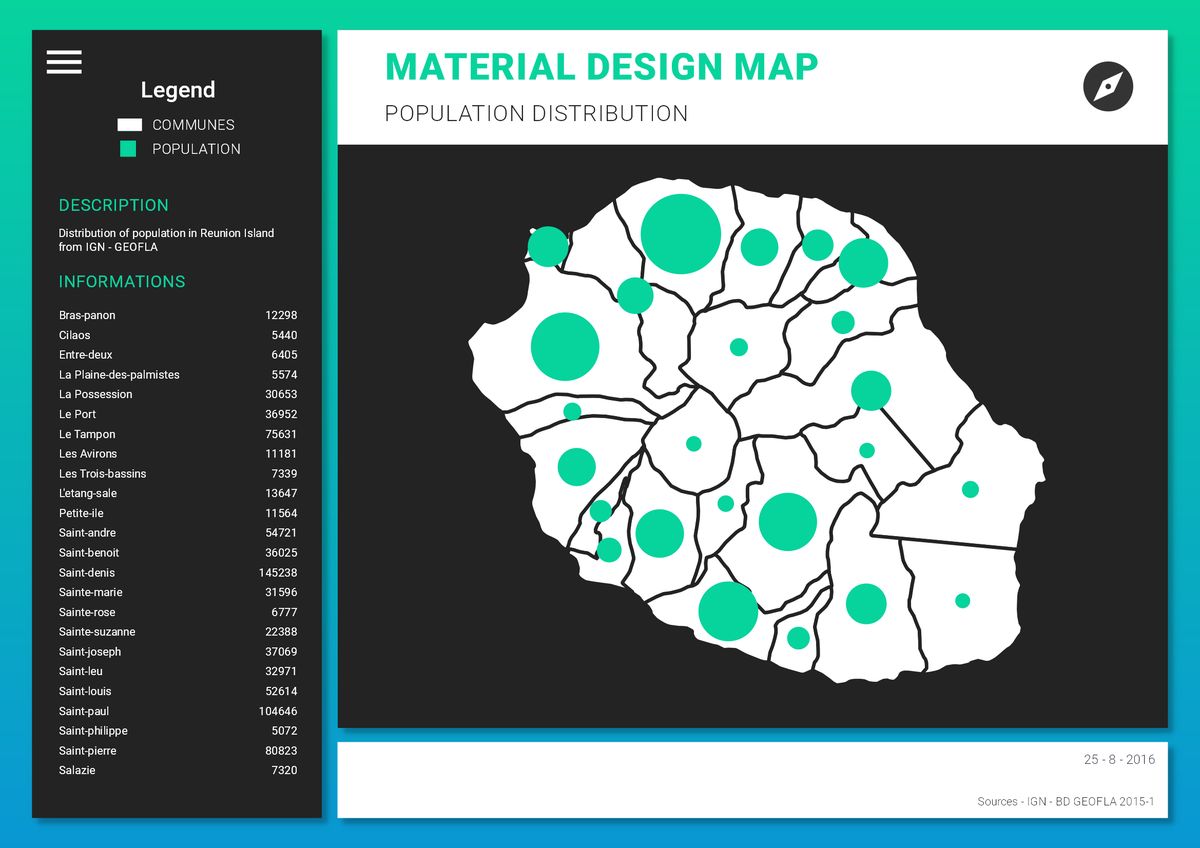 Legend
COMMUNES
POPULATION
DESCRIPTION
Distribution of population in Reunion Island
from IGN - GEOFLA
INFORMATIONS
Bras-panon 12298
Cilaos 5440
Entre-deux 6405
La Plaine-des-palmistes 5574
La Possession 30653
Le Port 36952
Le Tampon 75631
Les Avirons 11181
Les Trois-bassins 7339
L'etang-sale 13647
Petite-ile 11564
Saint-andre 54721
Saint-benoit 36025
Saint-denis 145238
Sainte-marie 31596
Sainte-rose 6777
Sainte-suzanne 22388
Saint-joseph 37069
Saint-leu 32971
Saint-louis 52614
Saint-paul 104646
Saint-philippe 5072
Saint-pierre 80823
Salazie 7320
MATERIAL DESIGN MAP
POPULATION DISTRIBUTION
25 - 8 - 2016
Sources - IGN - BD GEOFLA 2015-1